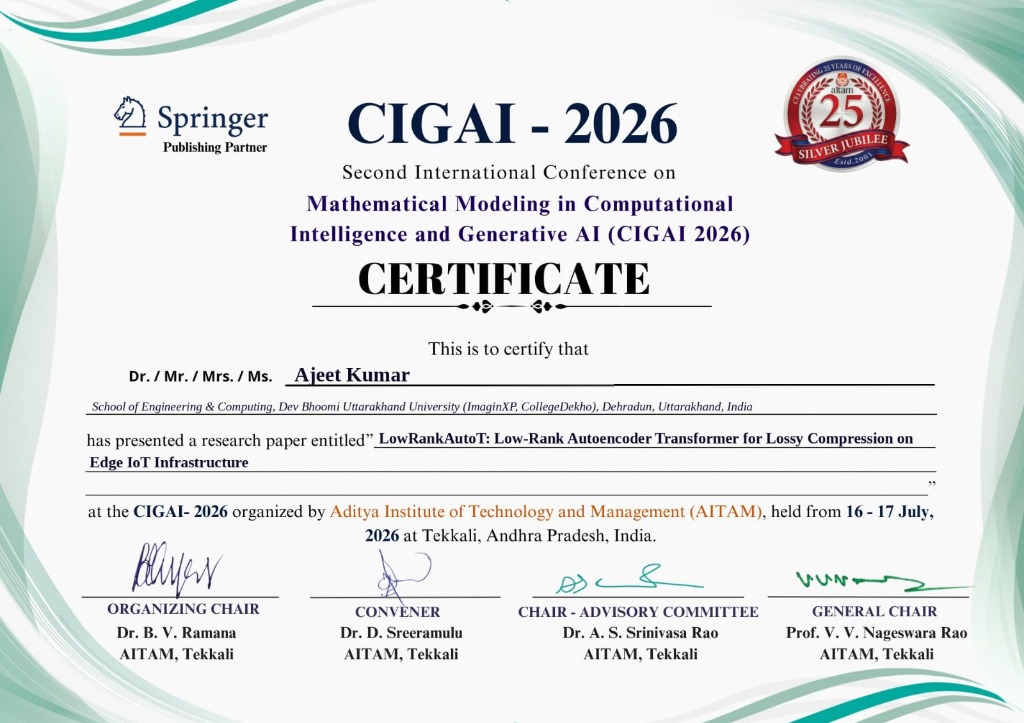 Springer
Publishing Partner
CIGAI - 2026
CELEBRATING 25 YEARS OF EXCELLENCE
aitam
25
SILVER JUBILEE
Estd. 2001
Second International Conference on
Mathematical Modeling in Computational
Intelligence and Generative AI (CIGAI 2026)
CERTIFICATE
This is to certify that
Dr. / Mr. / Mrs. / Ms. Ajeet Kumar
School of Engineering & Computing, Dev Bhoomi Uttarakhand University (ImaginXP, CollegeDekho), Dehradun, Uttarakhand, India
has presented a research paper entitled” LowRankAutoT: Low-Rank Autoencoder Transformer for Lossy Compression on
Edge IoT Infrastructure
”
at the CIGAI- 2026 organized by Aditya Institute of Technology and Management (AITAM), held from 16 - 17 July,
2026 at Tekkali, Andhra Pradesh, India.
ORGANIZING CHAIR
Dr. B. V. Ramana
AITAM, Tekkali
CONVENER
Dr. D. Sreeramulu
AITAM, Tekkali
CHAIR - ADVISORY COMMITTEE
Dr. A. S. Srinivasa Rao
AITAM, Tekkali
GENERAL CHAIR
Prof. V. V. Nageswara Rao
AITAM, Tekkali